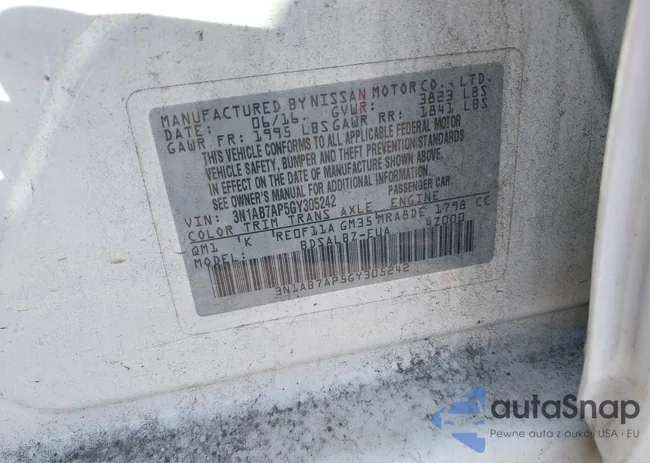 MANUFACTURED BY NISSAN MOTOR CO., LTD.
DATE: 06/16 GVWR: 3823 LBS
GAWR FR: 1995 LBS GAWR RR: 1841 LBS
THIS VEHICLE CONFORMS TO ALL APPLICABLE FEDERAL MOTOR
VEHICLE SAFETY, BUMPER AND THEFT PREVENTION STANDARDS
IN EFFECT ON THE DATE OF MANUFACTURE SHOWN ABOVE.
SEE OWNER'S MANUAL FOR ADDITIONAL INFORMATION.
VIN: 3N1AB7AP5GY305242 PASSENGER CAR
COLOR TRIM TRANS AXLE ENGINE
QM1 K RE0F11A GM35 MRA8DE 1798 CC
MODEL: BDSALB7-EUA 4Z000
3N1AB7AP5GY305242
autaSnap
Pewne auta z aukcji USA i EU